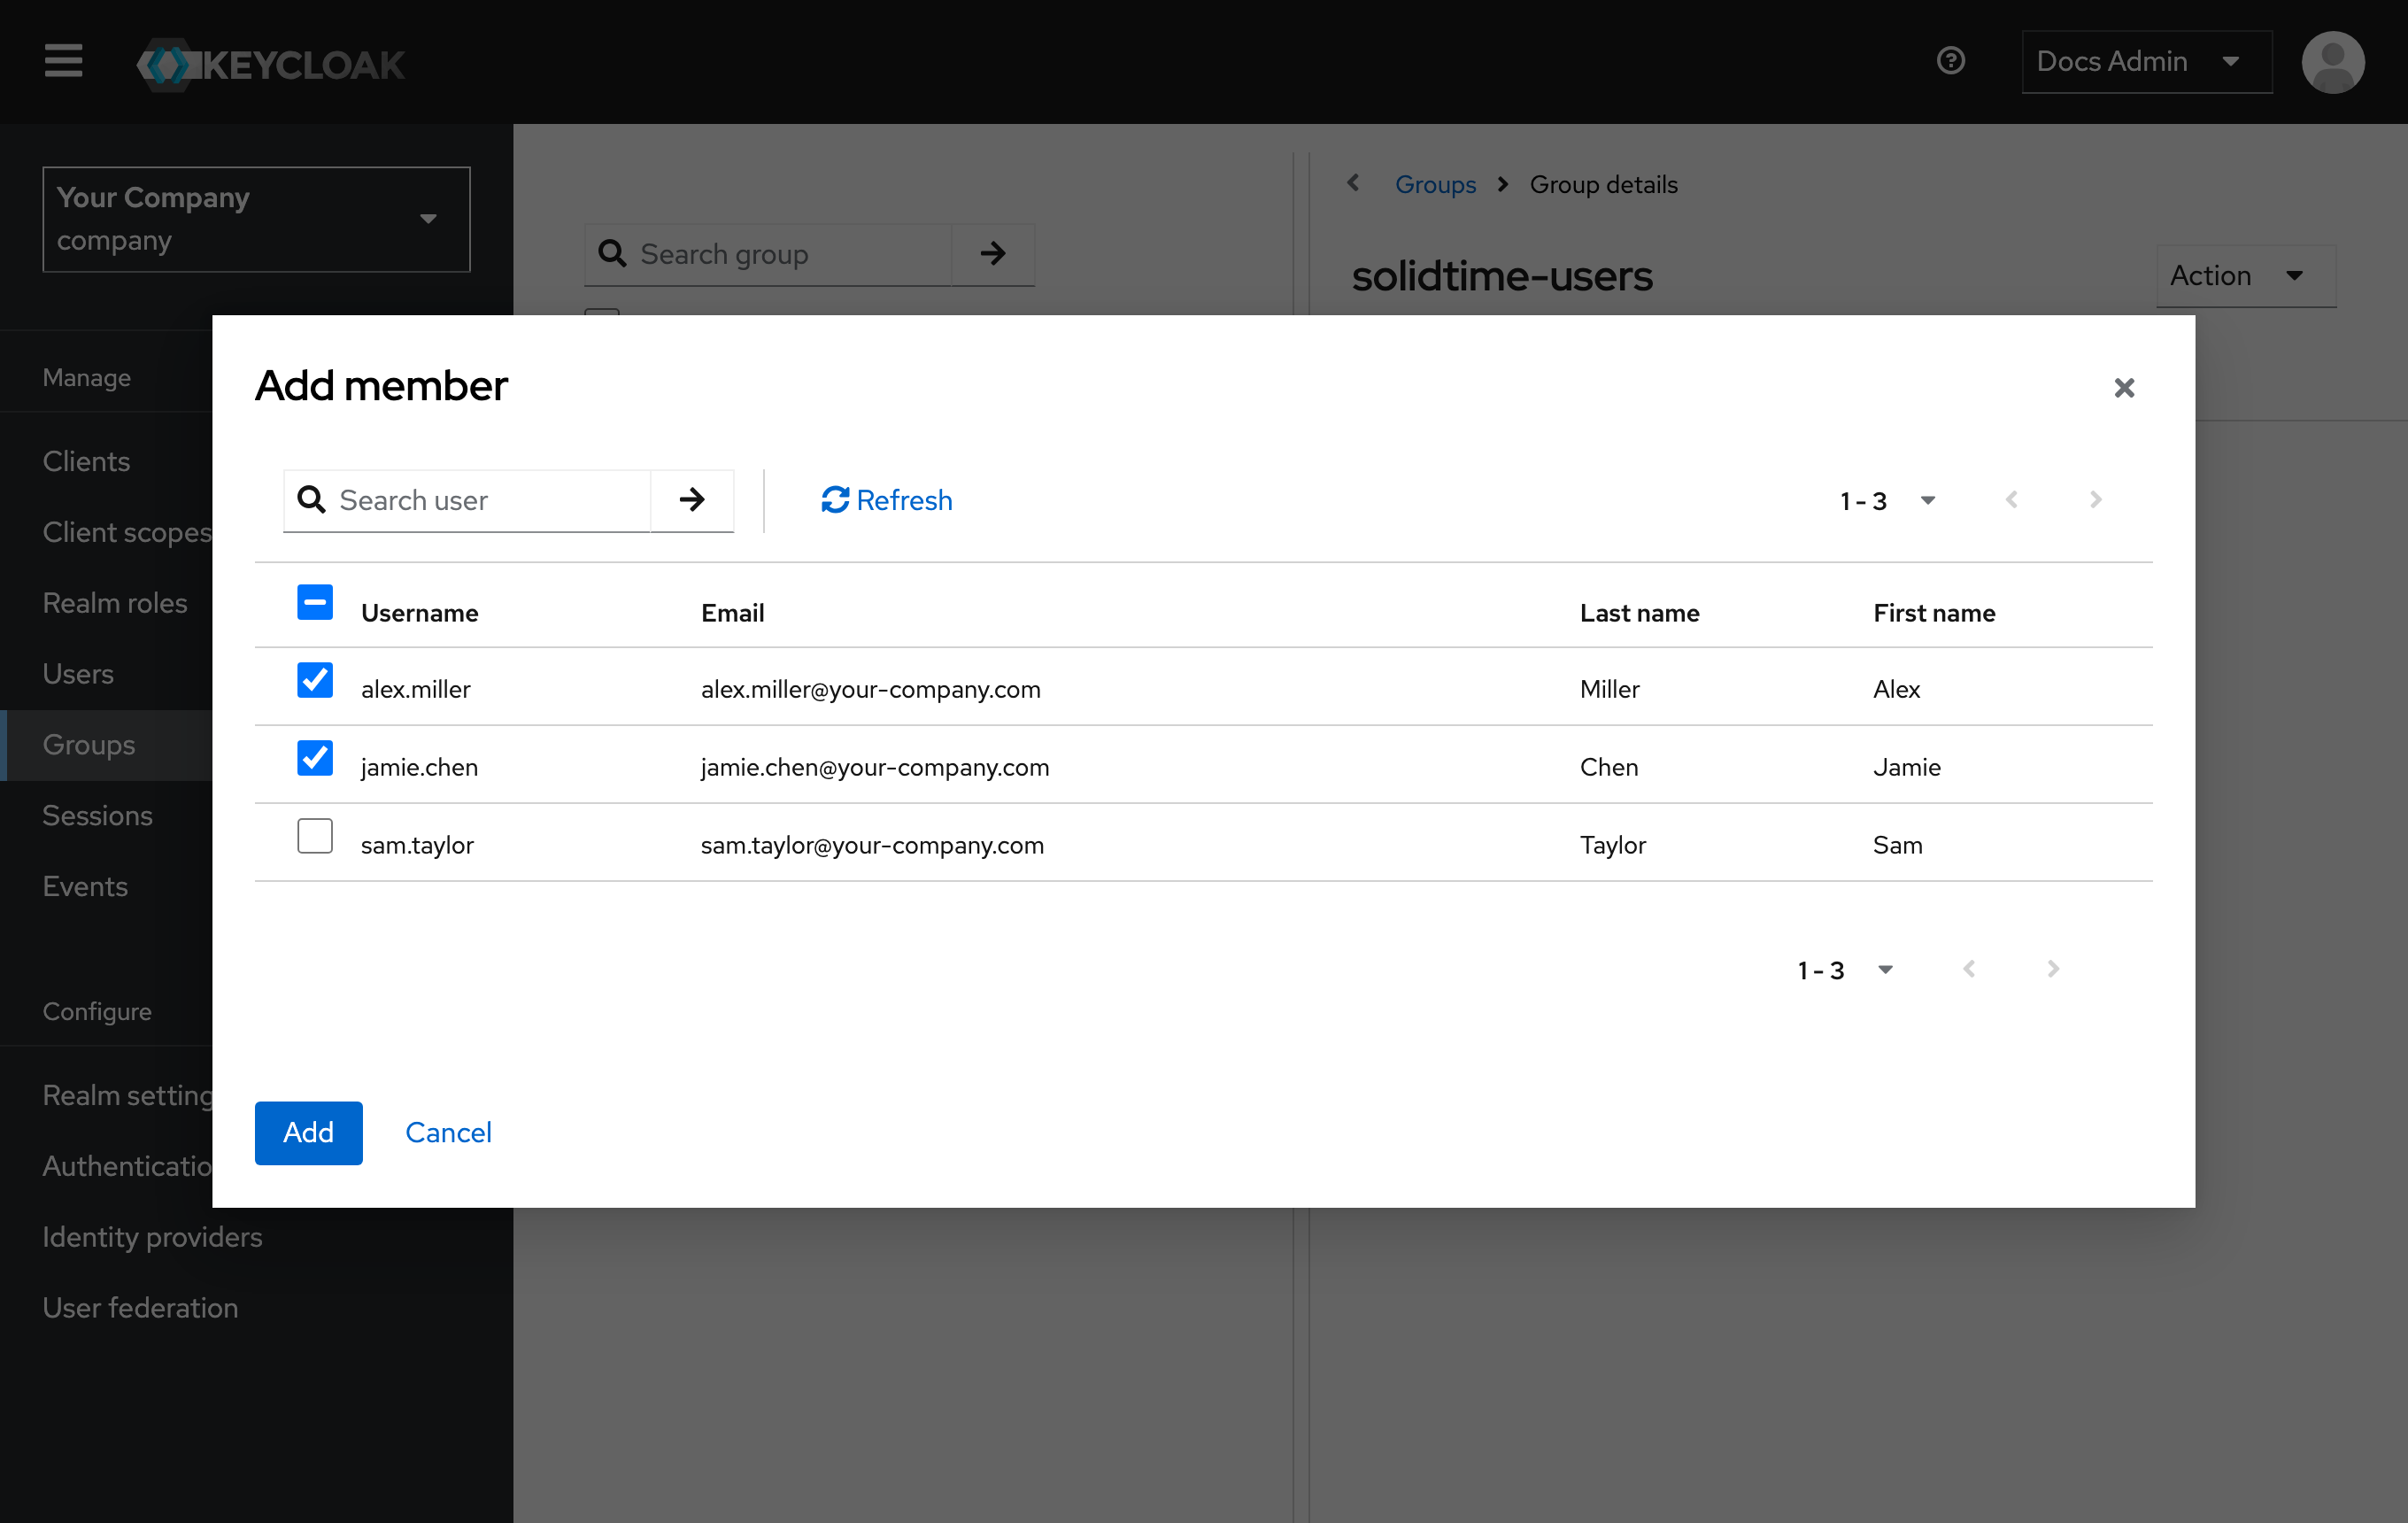 KEYCLOAK
Docs Admin
Your Company
company
Manage
Clients
Client scopes
Realm roles
Users
Groups
Sessions
Events
Configure
Realm setting
Authenticatio
Identity providers
User federation
Search group
Groups
Group details
solidtime-users
Action
Add member
Search user
Refresh
1 - 3
Username Email Last name First name
alex.miller alex.miller@your-company.com Miller Alex
jamie.chen jamie.chen@your-company.com Chen Jamie
sam.taylor sam.taylor@your-company.com Taylor Sam
1 - 3
Add
Cancel